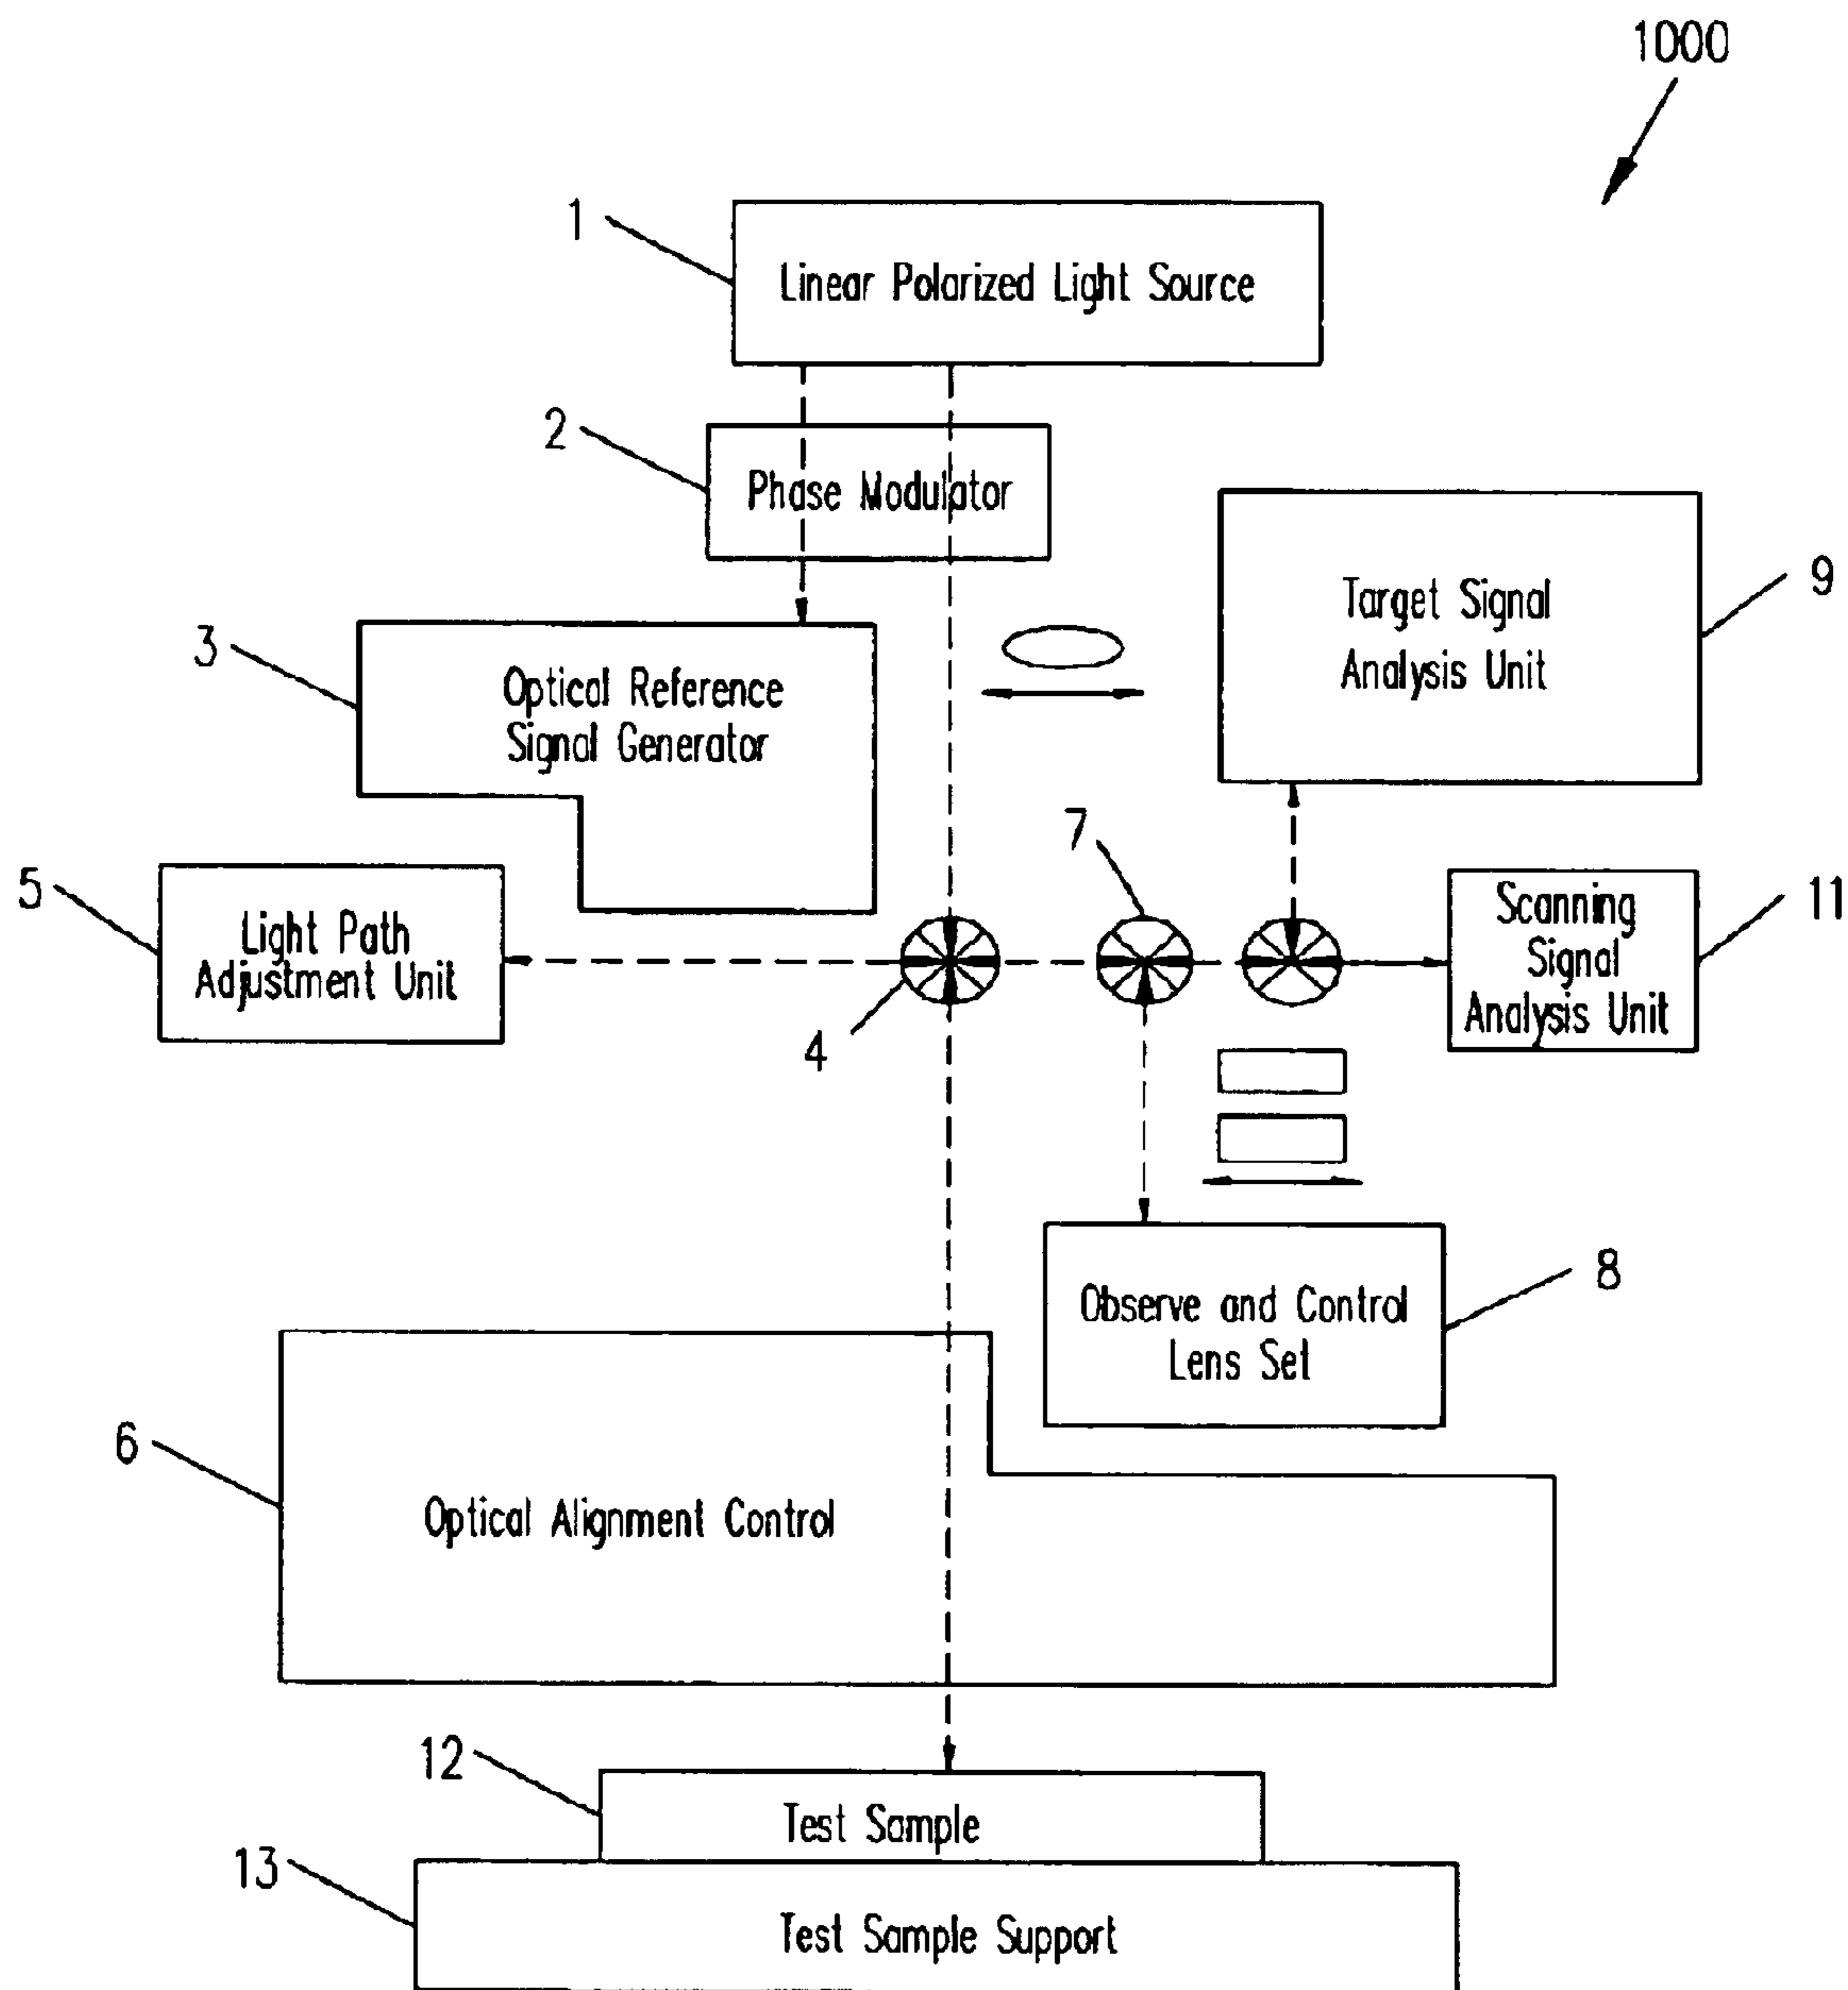 1000
1
Linear Polarized Light Source
2
Phase Modulator
3
Optical Reference
Signal Generator
9
Target Signal
Analysis Unit
5
Light Path
Adjustment Unit
4
7
11
Scanning
Signal
Analysis Unit
8
Observe and Control
Lens Set
6
Optical Alignment Control
12
Test Sample
13
Test Sample Support